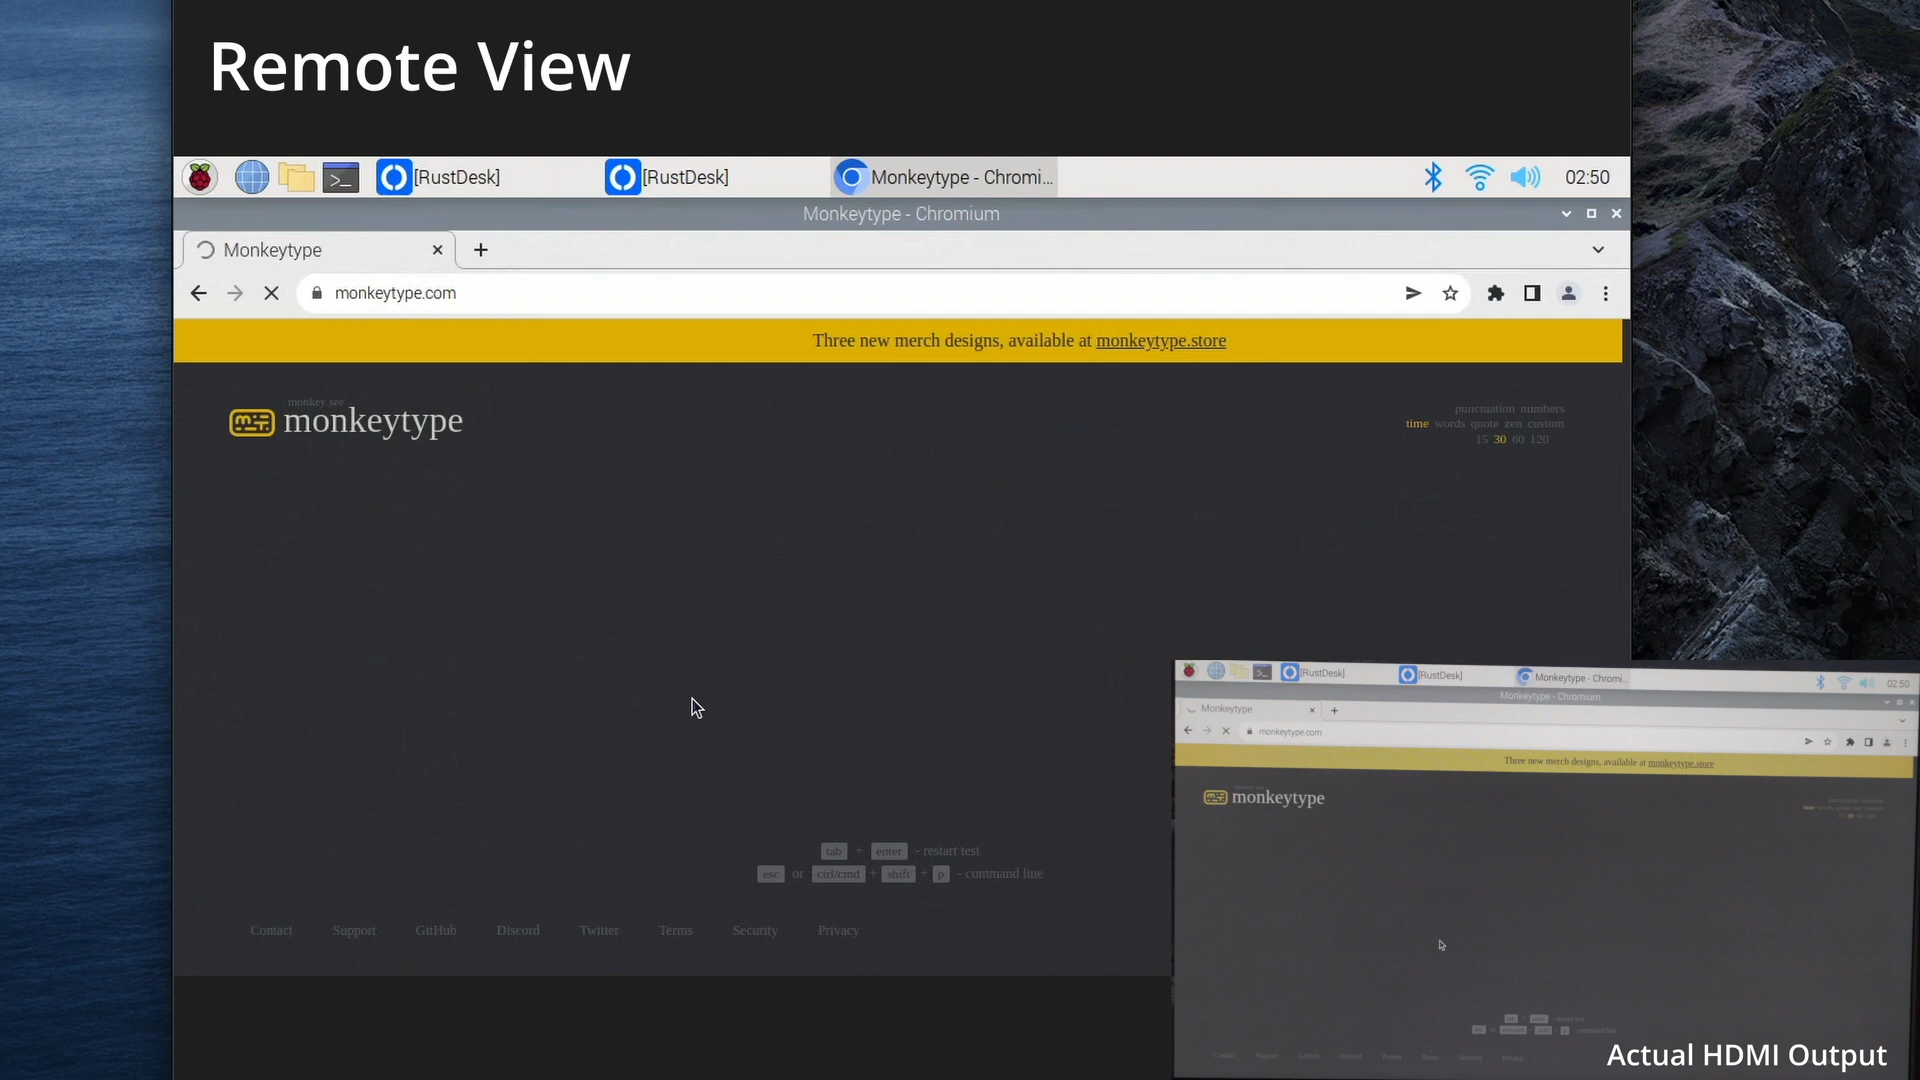 Remote View
[RustDesk]
[RustDesk]
Monkeytype - Chromi...
02:50
Monkeytype - Chromium
Monkeytype
monkeytype.com
Three new merch designs, available at monkeytype.store
monkey see
monkeytype
punctuation numbers
time words quote zen custom
15 30 60 120
tab + enter - restart test
esc or ctrl/cmd + shift + p - command line
Contact Support GitHub Discord Twitter Terms Security Privacy
[RustDesk]
[RustDesk]
Monkeytype - Chromi...
02:50
Monkeytype - Chromium
Monkeytype
monkeytype.com
Three new merch designs, available at monkeytype.store
monkeytype
Actual HDMI Output